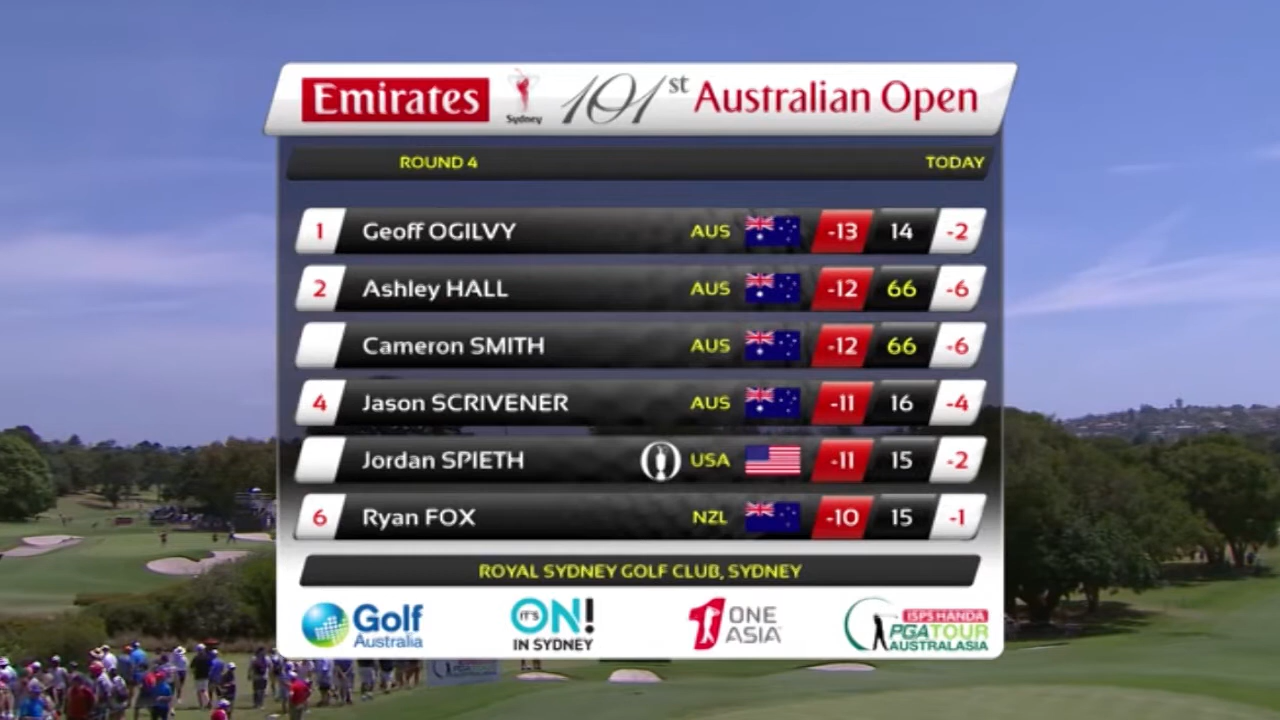 Emirates Sydney 101st Australian Open
ROUND 4 TODAY
1 Geoff OGILVY AUS -13 14 -2
2 Ashley HALL AUS -12 66 -6
Cameron SMITH AUS -12 66 -6
4 Jason SCRIVENER AUS -11 16 -4
Jordan SPIETH USA -11 15 -2
6 Ryan FOX NZL -10 15 -1
ROYAL SYDNEY GOLF CLUB, SYDNEY
Golf Australia
IT'S ON! IN SYDNEY
1 ONE ASIA
ISPS HANDA PGA TOUR AUSTRALASIA